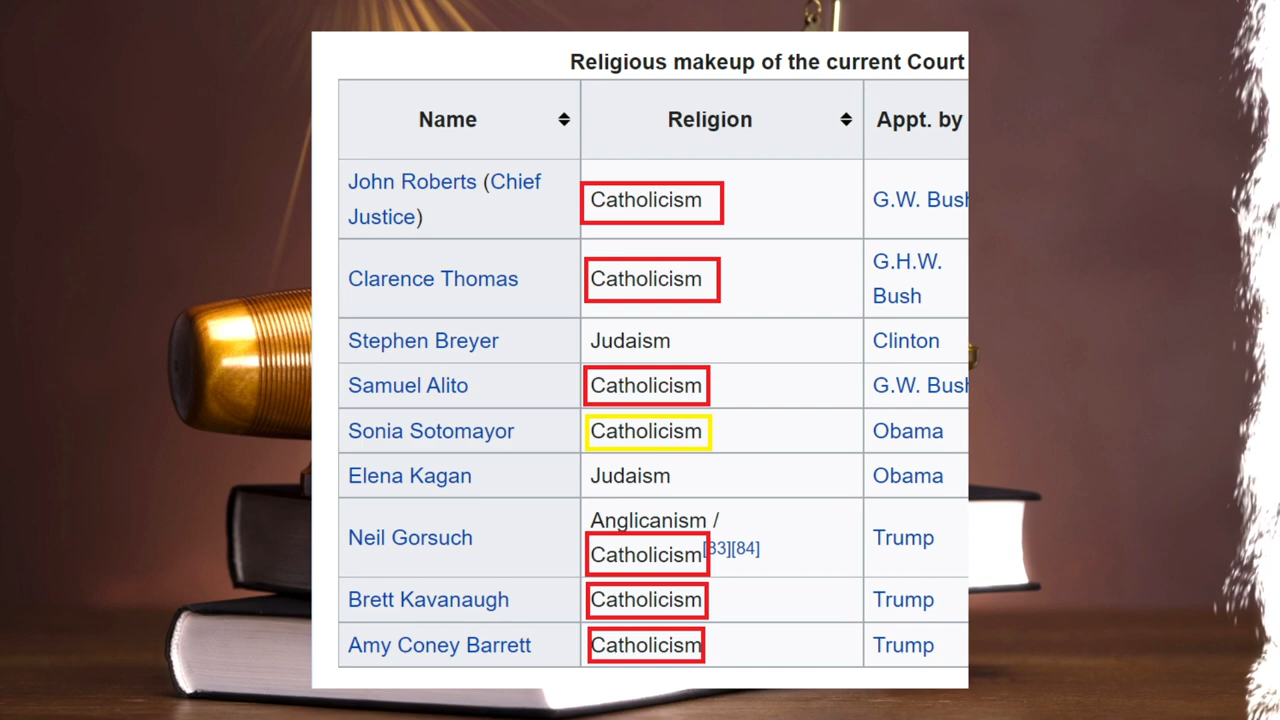 Religious makeup of the current Court
Name Religion Appt. by
John Roberts (Chief
Justice)
Catholicism
G.W. Bush
Clarence Thomas
Catholicism
G.H.W.
Bush
Stephen Breyer Judaism Clinton
Samuel Alito Catholicism G.W. Bush
Sonia Sotomayor Catholicism Obama
Elena Kagan Judaism Obama
Neil Gorsuch
Anglicanism /
Catholicism[83][84]
Trump
Brett Kavanaugh Catholicism Trump
Amy Coney Barrett Catholicism Trump